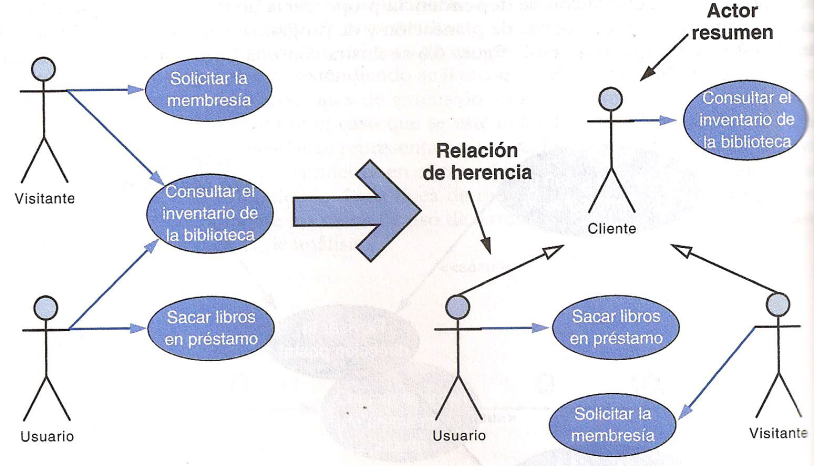 Actor
resumen
Solicitar la
membresía
Visitante
Consultar el
inventario de
la biblioteca
Sacar libros
en préstamo
Usuario
Relación
de herencia
Consultar el
inventario de
la biblioteca
Cliente
Sacar libros
en préstamo
Usuario
Solicitar la
membresía
Visitante